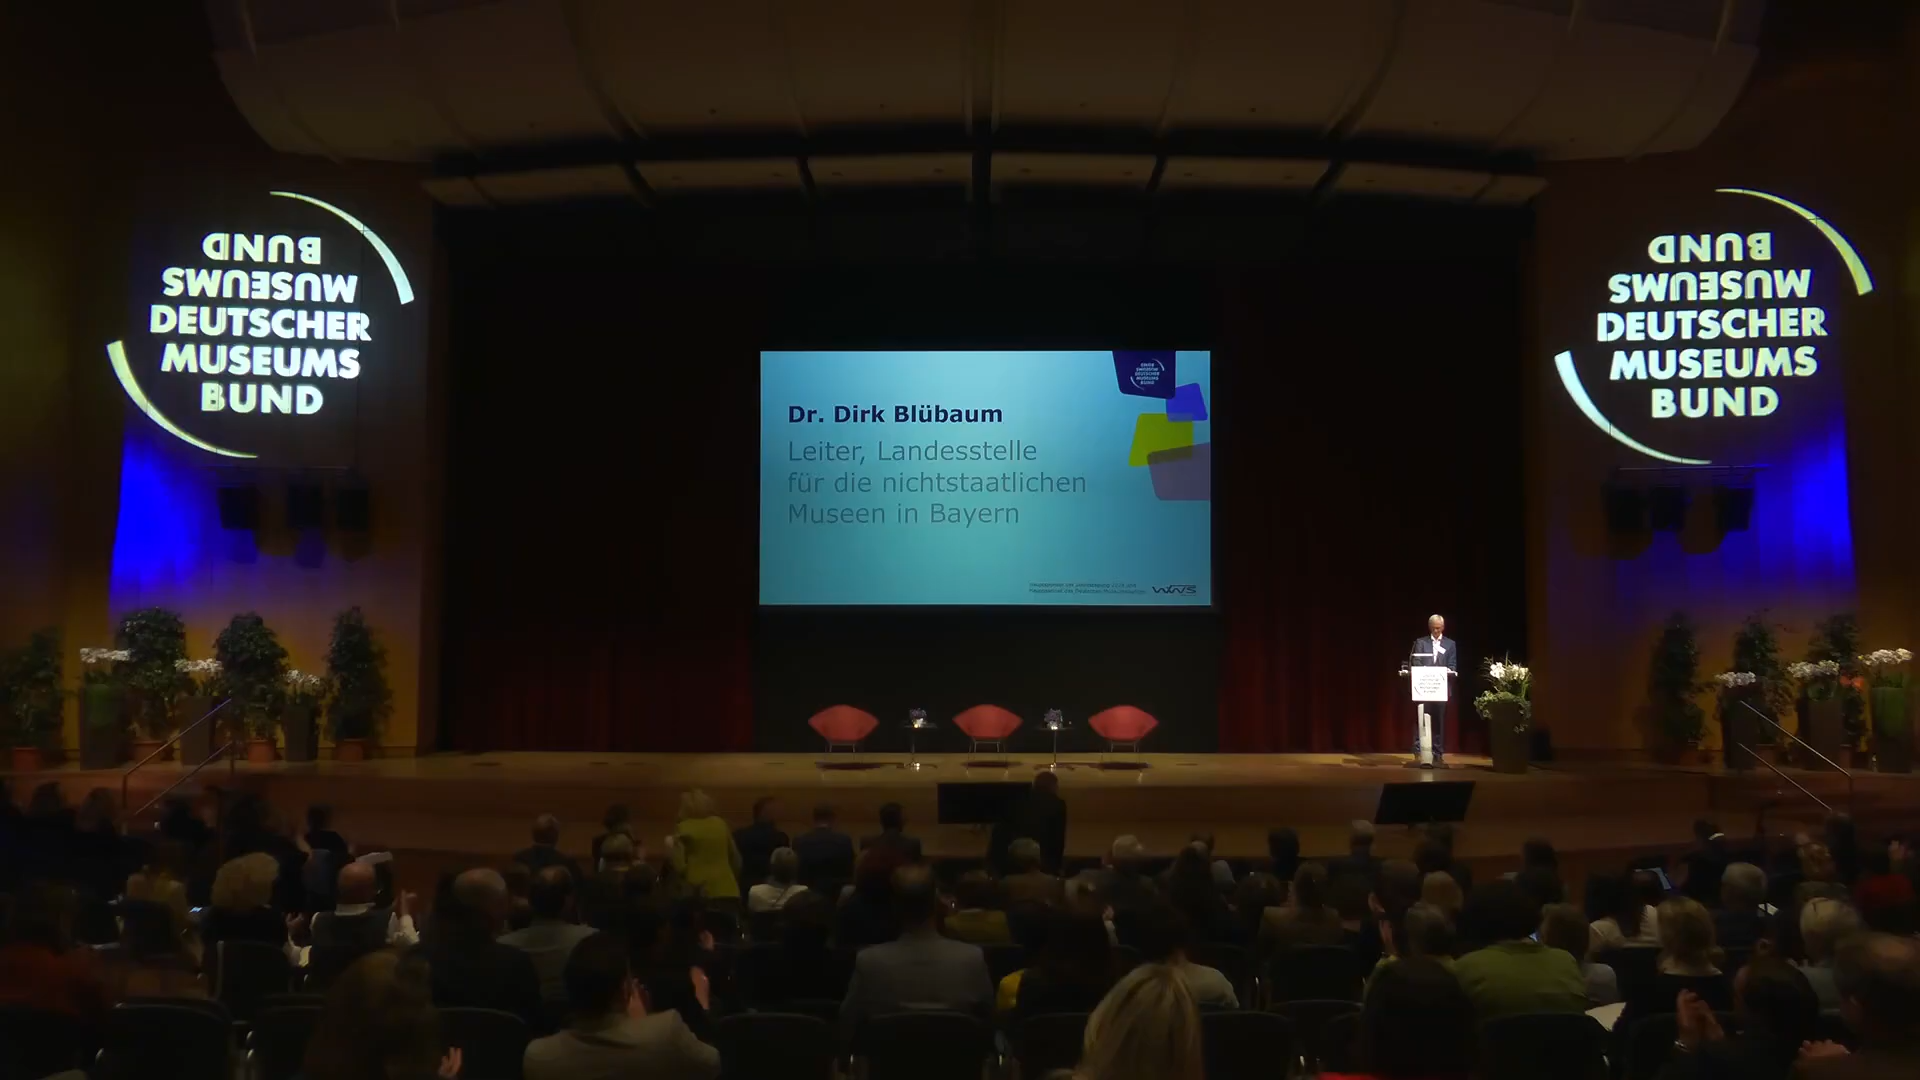 BUND
MUSEUMS
DEUTSCHER
MUSEUMS
BUND
Dr. Dirk Blübaum
Leiter, Landesstelle
für die nichtstaatlichen
Museen in Bayern
BUND
MUSEUMS
DEUTSCHER
MUSEUMS
BUND